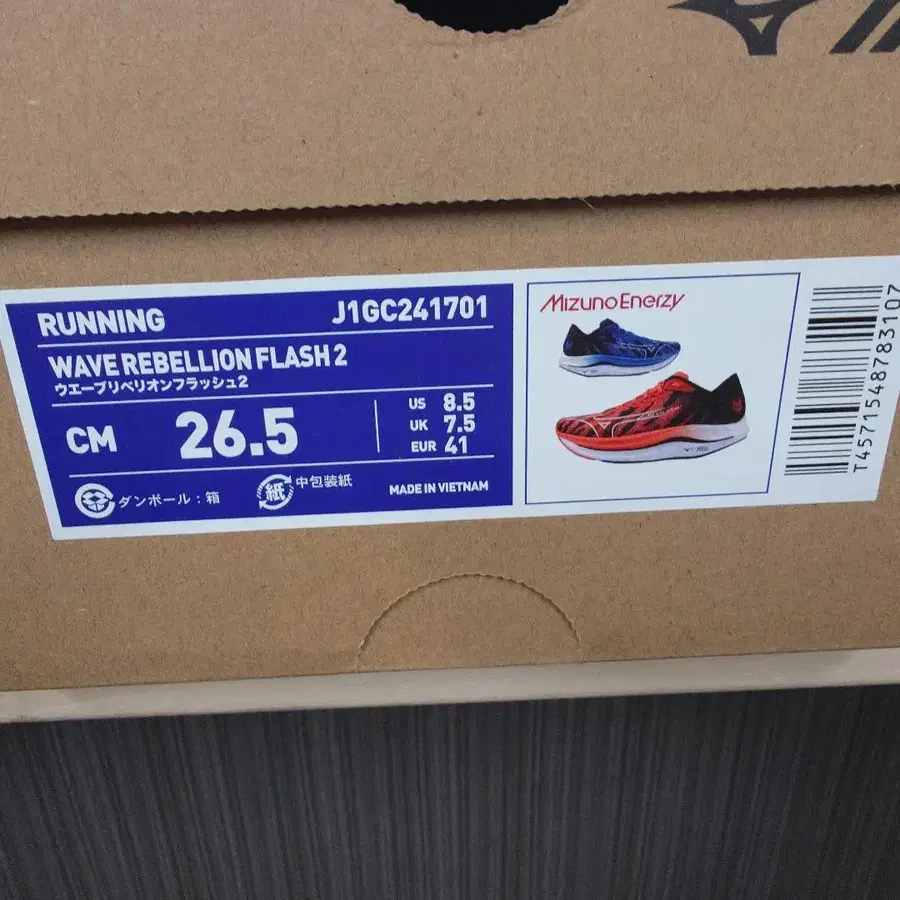 RUNNING
J1GC241701
WAVE REBELLION FLASH 2
ウエーブリベリオンフラッシュ2
CM 26.5
US 8.5
UK 7.5
EUR 41
ダンボール：箱
紙 中包装紙
MADE IN VIETNAM
Mizuno Enerzy
T4571548783107